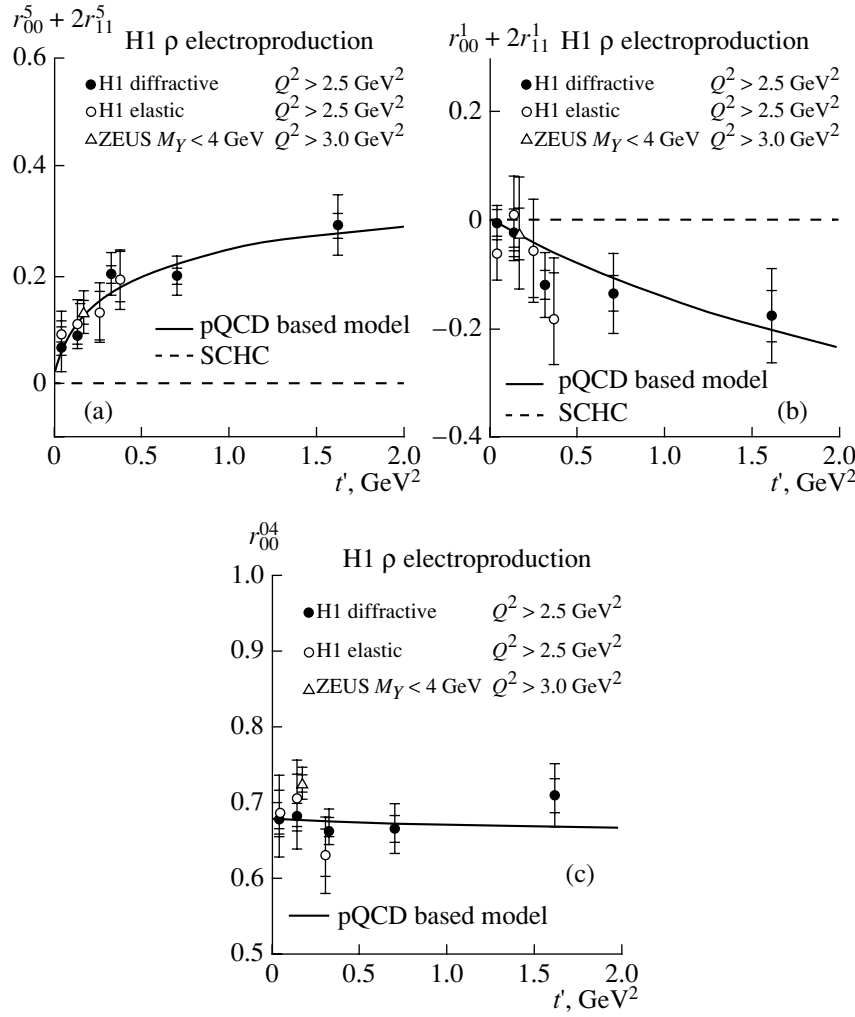 r^5_00 + 2r^5_11
H1 ρ electroproduction
0.6
H1 diffractive Q^2 > 2.5 GeV^2
H1 elastic Q^2 > 2.5 GeV^2
ZEUS M_Y < 4 GeV Q^2 > 3.0 GeV^2
0.4
0.2
pQCD based model
SCHC
0
(a)
0 0.5 1.0 1.5 2.0
t', GeV^2
r^1_00 + 2r^1_11 H1 ρ electroproduction
H1 diffractive Q^2 > 2.5 GeV^2
0.2
H1 elastic Q^2 > 2.5 GeV^2
ZEUS M_Y < 4 GeV Q^2 > 3.0 GeV^2
0
−0.2
pQCD based model
SCHC
(b)
−0.4
0 0.5 1.0 1.5 2.0
t', GeV^2
r^04_00
H1 ρ electroproduction
1.0
H1 diffractive Q^2 > 2.5 GeV^2
0.9
H1 elastic Q^2 > 2.5 GeV^2
ZEUS M_Y < 4 GeV Q^2 > 3.0 GeV^2
0.8
0.7
0.6
(c)
pQCD based model
0.5
0 0.5 1.0 1.5 2.0
t', GeV^2